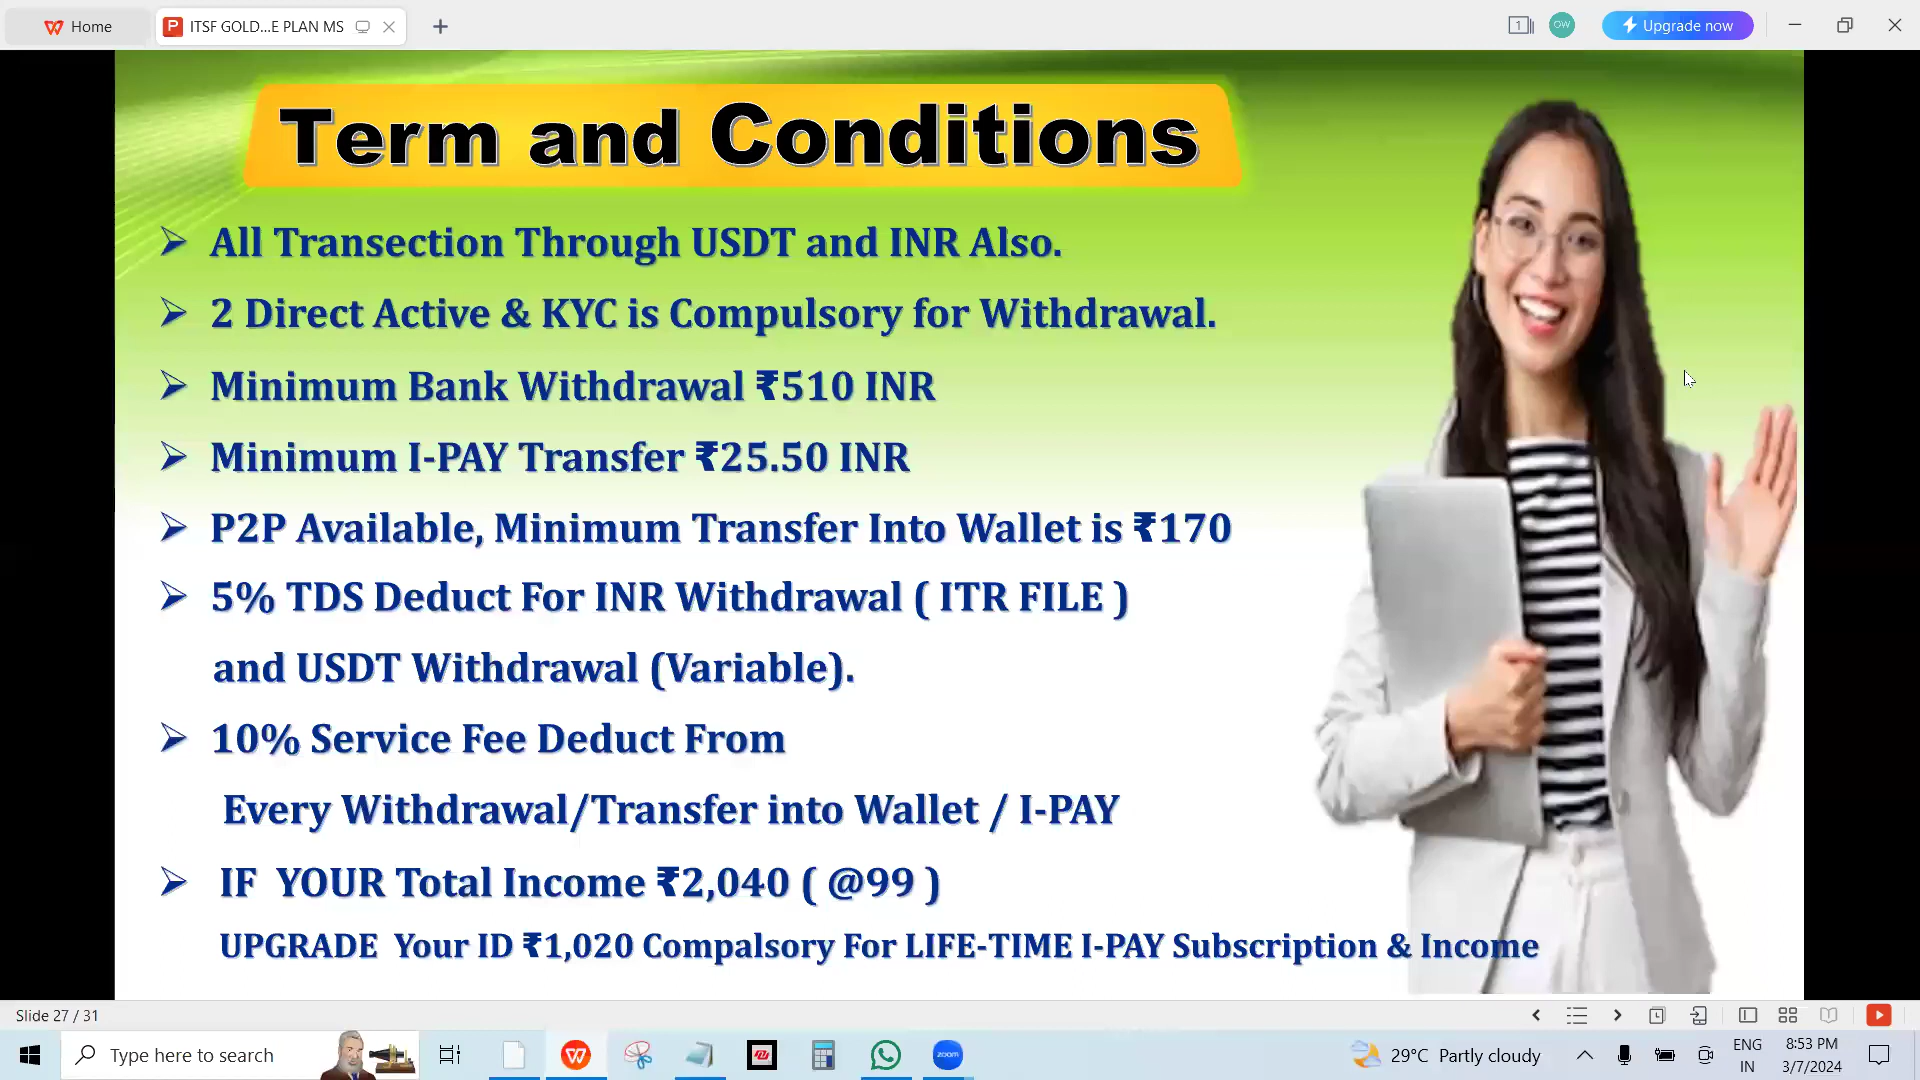 Home
ITSF GOLD...E PLAN MS
1
OW
Upgrade now
Term and Conditions
All Transection Through USDT and INR Also.
2 Direct Active & KYC is Compulsory for Withdrawal.
Minimum Bank Withdrawal ₹510 INR
Minimum I-PAY Transfer ₹25.50 INR
P2P Available, Minimum Transfer Into Wallet is ₹170
5% TDS Deduct For INR Withdrawal ( ITR FILE )
and USDT Withdrawal (Variable).
10% Service Fee Deduct From
Every Withdrawal/Transfer into Wallet / I-PAY
IF YOUR Total Income ₹2,040 ( @99 )
UPGRADE Your ID ₹1,020 Compalsory For LIFE-TIME I-PAY Subscription & Income
Slide 27 / 31
Type here to search
zoom
29°C Partly cloudy
ENG
IN
8:53 PM
3/7/2024